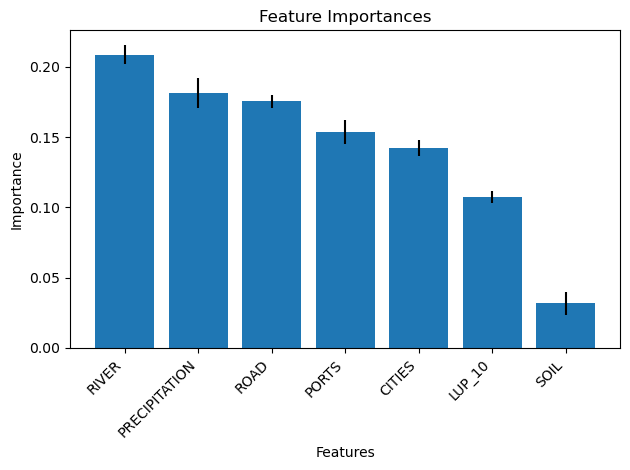 Feature Importances
0.20
0.15
0.10
0.05
0.00
Importance
RIVER
PRECIPITATION
ROAD
PORTS
CITIES
LUP_10
SOIL
Features